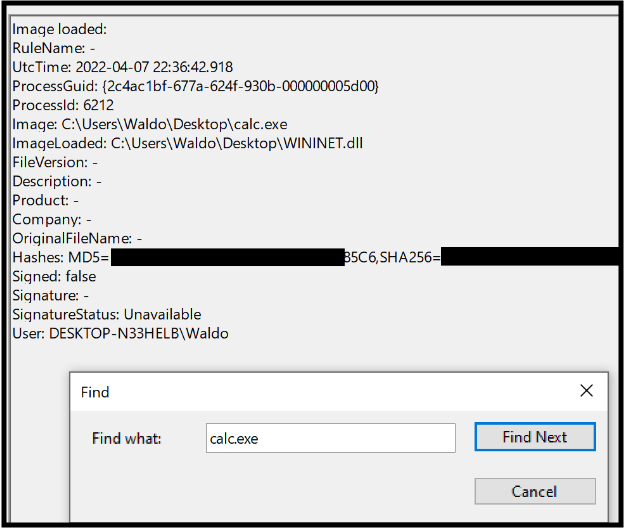 Image loaded:
RuleName: -
UtcTime: 2022-04-07 22:36:42.918
ProcessGuid: {2c4ac1bf-677a-624f-930b-000000005d00}
ProcessId: 6212
Image: C:\Users\Waldo\Desktop\calc.exe
ImageLoaded: C:\Users\Waldo\Desktop\WININET.dll
FileVersion: -
Description: -
Product: -
Company: -
OriginalFileName: -
Hashes: MD5= 85C6,SHA256=
Signed: false
Signature: -
SignatureStatus: Unavailable
User: DESKTOP-N33HELB\Waldo
Find
Find what: calc.exe Find Next
Cancel